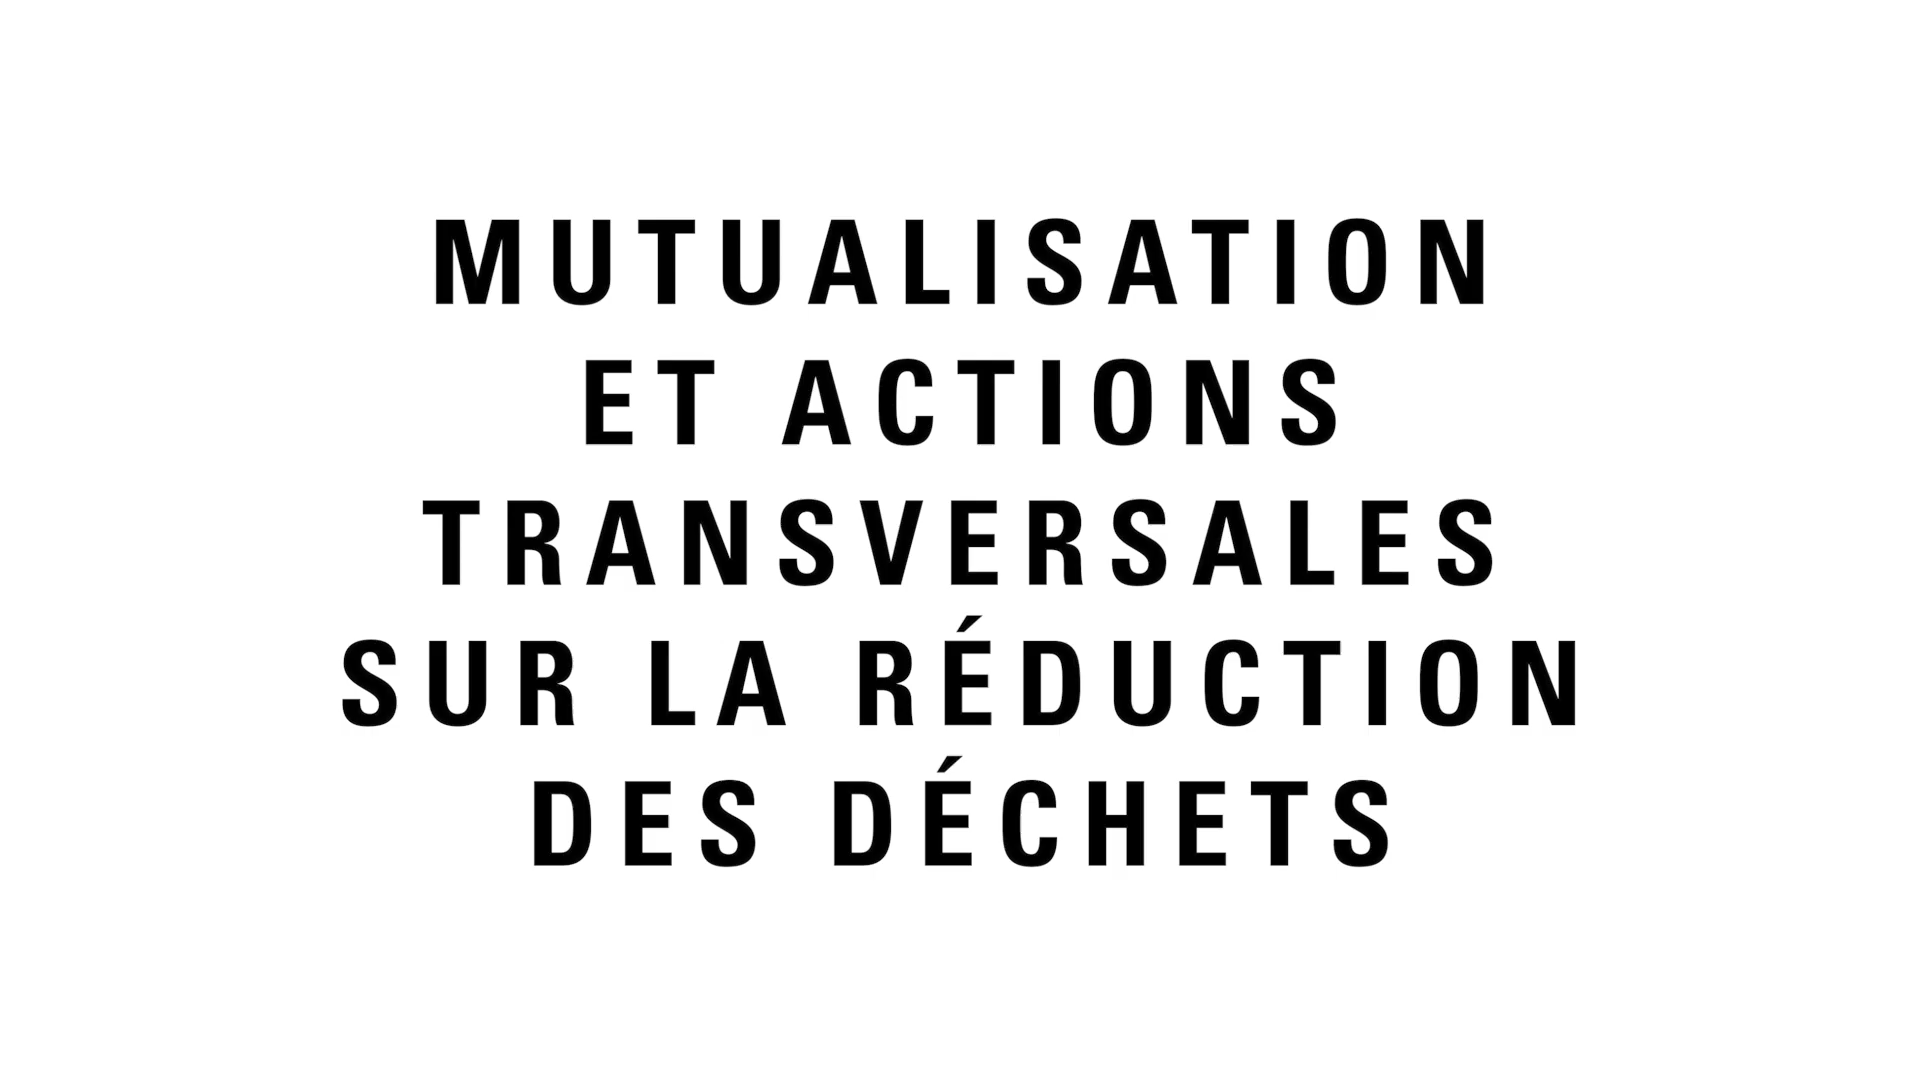 MUTUALISATION
ET ACTIONS
TRANSVERSALES
SUR LA RÉDUCTION
DES DÉCHETS